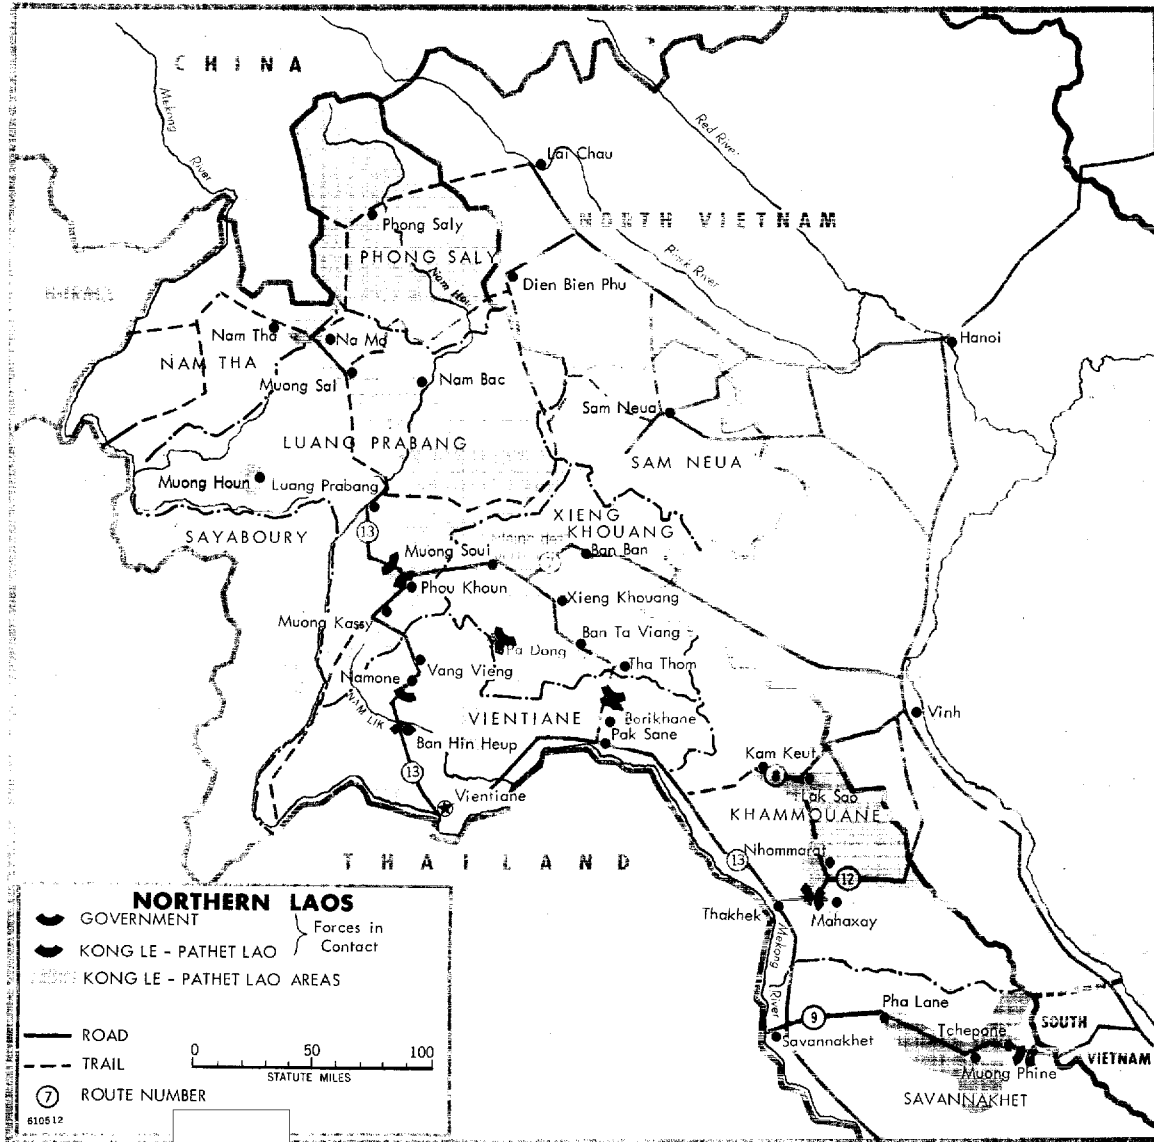 CHINA
Mekong
River
Red River
Lai Chau
NORTH VIETNAM
Phong Saly
PHONG SALY
Nam Hou
River
Dien Bien Phu
BURMA
Nam Tha
Na Mo
Hanoi
NAM THA
Muong Sai
Nam Bac
Sam Neua
LUANG PRABANG
SAM NEUA
Muong Houn
Luang Prabang
XIENG
KHOUANG
SAYABOURY
13
Plaine des
Muong Soui
7
Ban Ban
Phou Khoun
Xieng Khouang
Muong Kassy
Ban Ta Viang
Pa Dong
Tha Thom
Vang Vieng
Namone
NAM LIK
VIENTIANE
Borikhane
Vinh
Pak Sane
Ban Hin Heup
Kam Keut
13
8
Lak Sao
Vientiane
KHAMMOUANE
THAILAND
Nhommarat
13
12
Thakhek
Mahaxay
Mekong
River
Pha Lane
9
Tchepone
SOUTH
VIETNAM
Savannakhet
Muong Phine
SAVANNAKHET
NORTHERN LAOS
GOVERNMENT
KONG LE - PATHET LAO
Forces in
Contact
KONG LE - PATHET LAO AREAS
ROAD
TRAIL
0 50 100
STATUTE MILES
7 ROUTE NUMBER
610512